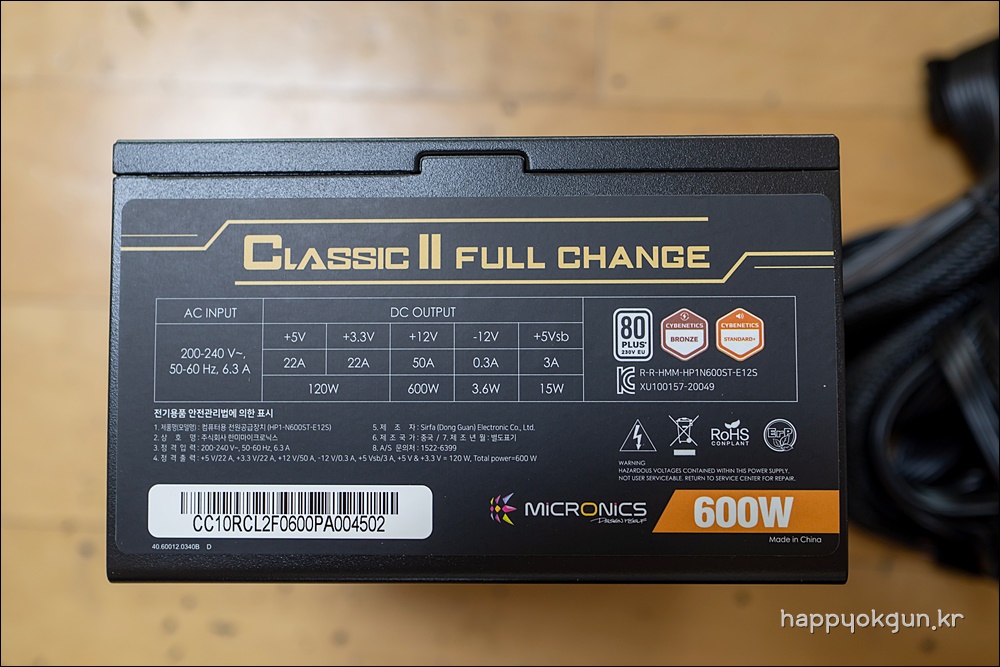 CLASSIC II FULL CHANGE
AC INPUT
DC OUTPUT
+5V +3.3V +12V -12V +5Vsb
200-240 V~,
50-60 Hz, 6.3 A
22A 22A 50A 0.3A 3A
120W 600W 3.6W 15W
80
PLUS
230V EU
CYBENETICS
BRONZE
CYBENETICS
STANDARD+
R-R-HMM-HP1N600ST-E12S
XU100157-20049
전기용품 안전관리법에 의한 표시
1. 제품명(모델명) : 컴퓨터용 전원공급장치 (HP1-N600ST-E12S)
2. 상 호 명 : 주식회사 한미마이크로닉스
3. 정 격 입 력 : 200-240 V~, 50-60 Hz, 6.3 A
4. 정 격 출 력 : +5 V/22 A, +3.3 V/22 A, +12 V/50 A, -12 V/0.3 A, +5 Vsb/3 A, +5 V & +3.3 V = 120 W, Total power=600 W
5. 제 조 자 : Sirfa (Dong Guan) Electronic Co., Ltd.
6. 제 조 국 가 : 중국 / 7. 제 조 년 월 : 별도표기
8. A/S 문의처 : 1522-6399
RoHS
COMPLIANT
ErP
WARNING
HAZARDOUS VOLTAGES CONTAINED WITHIN THIS POWER SUPPLY.
NOT USER SERVICEABLE. RETURN TO SERVICE CENTER FOR REPAIR.
CC10RCL2F0600PA004502
MiCRONICS
600W
40.60012.0340B D
Made in China
happyokgun.kr